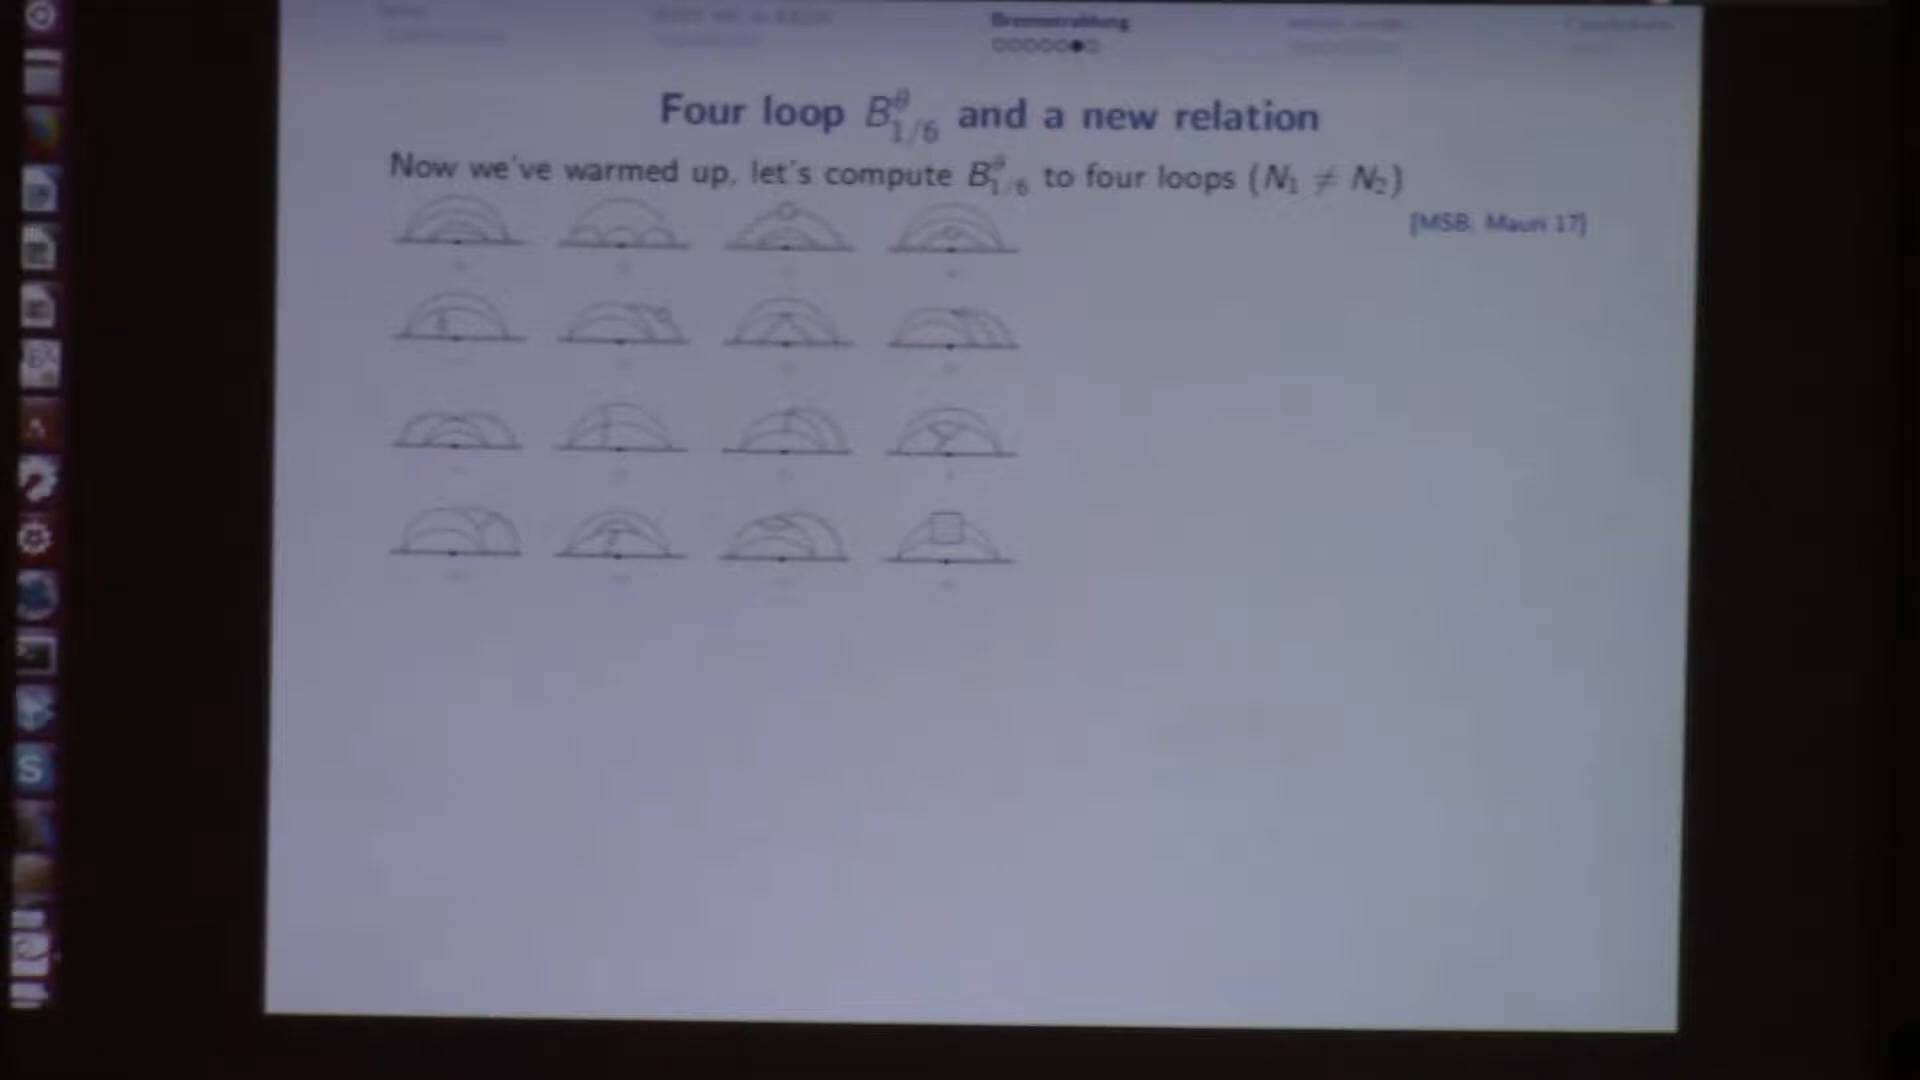 Bremsstrahlung
Four loop $B^{\theta}_{1/6}$ and a new relation
Now we've warmed up, let's compute $B^{\theta}_{1/6}$ to four loops ($N_1 \neq N_2$)
[MSB, Mauri 17]